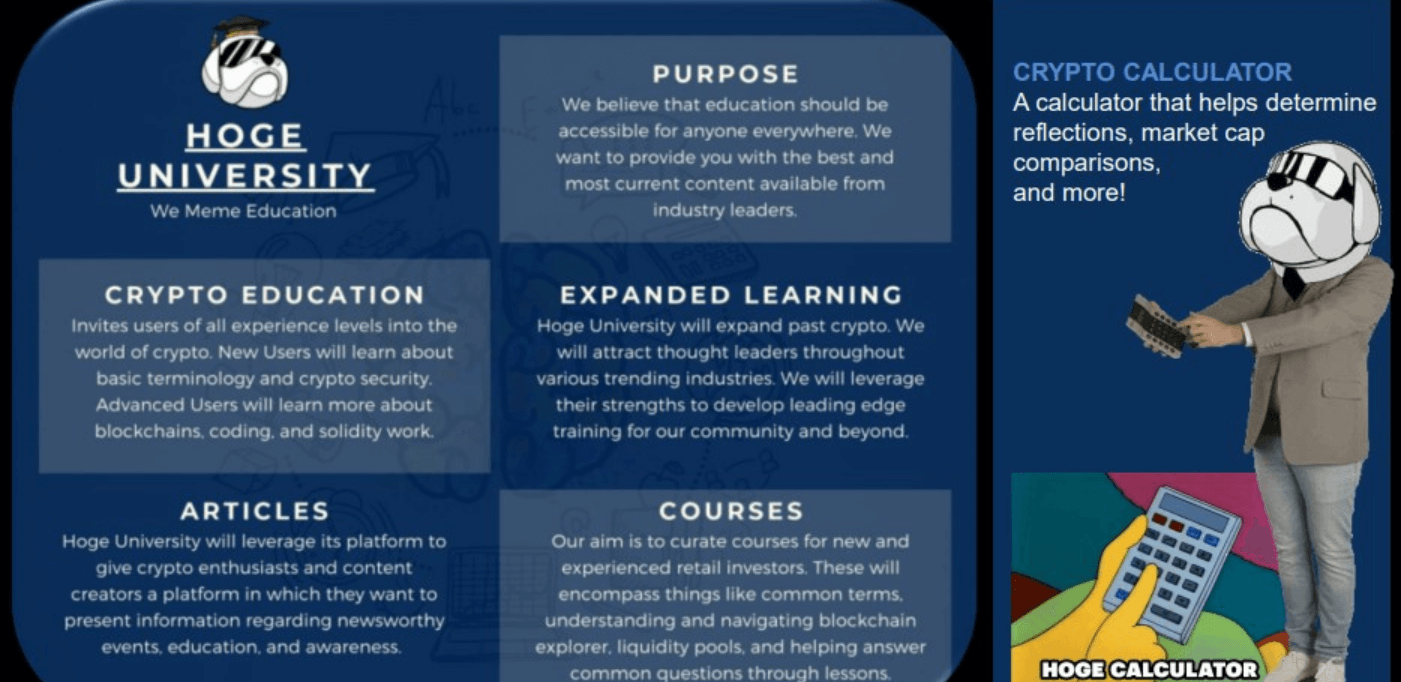 HOGE
UNIVERSITY
We Meme Education
PURPOSE
We believe that education should be
accessible for anyone everywhere. We
want to provide you with the best and
most current content available from
industry leaders.
CRYPTO EDUCATION
Invites users of all experience levels into the
world of crypto. New Users will learn about
basic terminology and crypto security.
Advanced Users will learn more about
blockchains, coding, and solidity work.
EXPANDED LEARNING
Hoge University will expand past crypto. We
will attract thought leaders throughout
various trending industries. We will leverage
their strengths to develop leading edge
training for our community and beyond.
ARTICLES
Hoge University will leverage its platform to
give crypto enthusiasts and content
creators a platform in which they want to
present information regarding newsworthy
events, education, and awareness.
COURSES
Our aim is to curate courses for new and
experienced retail investors. These will
encompass things like common terms,
understanding and navigating blockchain
explorer, liquidity pools, and helping answer
common questions through lessons.
CRYPTO CALCULATOR
A calculator that helps determine
reflections, market cap
comparisons,
and more!
HOGE CALCULATOR